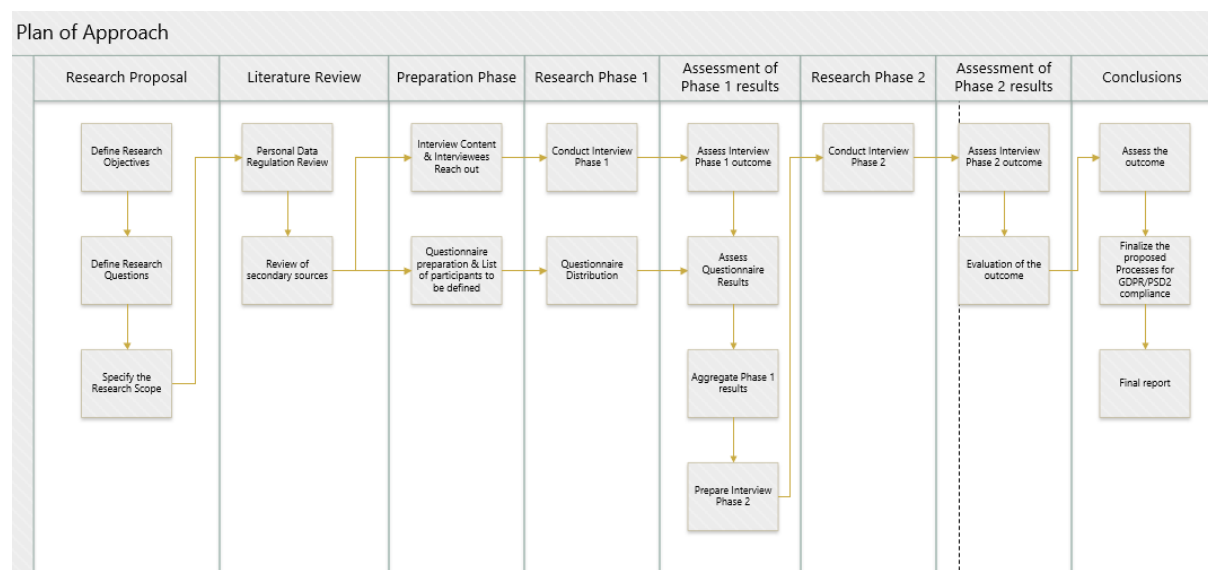 Plan of Approach
Research Proposal
Literature Review
Preparation Phase
Research Phase 1
Assessment of
Phase 1 results
Research Phase 2
Assessment of
Phase 2 results
Conclusions
Define Research
Objectives
Define Research
Questions
Specify the
Research Scope
Personal Data
Regulation Review
Review of
secondary sources
Interview Content
& Interviewees
Reach out
Questionnaire
preparation & List
of participants to
be defined
Conduct Interview
Phase 1
Questionnaire
Distribution
Assess Interview
Phase 1 outcome
Assess
Questionnaire
Results
Aggregate Phase 1
results
Prepare Interview
Phase 2
Conduct Interview
Phase 2
Assess Interview
Phase 2 outcome
Evaluation of the
outcome
Assess the
outcome
Finalize the
proposed
Processes for
GDPR/PSD2
compliance
Final report